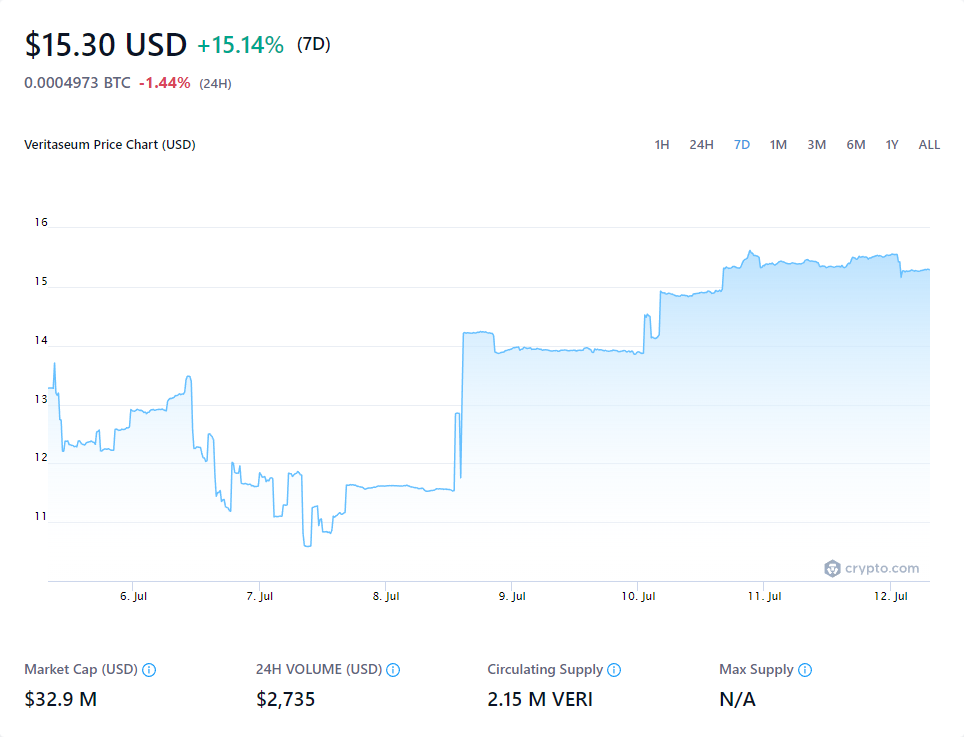 $15.30 USD +15.14% (7D)
0.0004973 BTC -1.44% (24H)
Veritaseum Price Chart (USD)
1H 24H 7D 1M 3M 6M 1Y ALL
16
15
14
13
12
11
crypto.com
6. Jul 7. Jul 8. Jul 9. Jul 10. Jul 11. Jul 12. Jul
Market Cap (USD) 24H VOLUME (USD) Circulating Supply Max Supply
$32.9 M $2,735 2.15 M VERI N/A